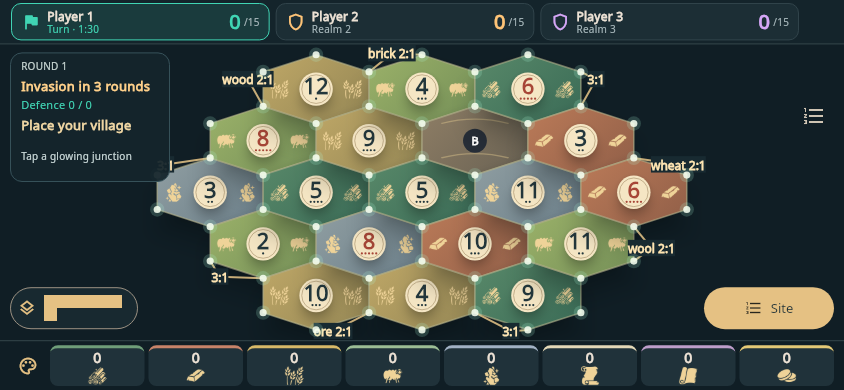 Player 1
Turn · 1:30
0 /15
Player 2
Realm 2
0 /15
Player 3
Realm 3
0 /15
ROUND 1
Invasion in 3 rounds
Defence 0 / 0
Place your village
Tap a glowing junction
brick 2:1
wood 2:1
3:1
12
4
6
8
9
B
3
wheat 2:1
3
5
5
11
6
2
8
10
11
wool 2:1
3:1
10
4
9
ore 2:1
3:1
Site
0
0
0
0
0
0
0
0